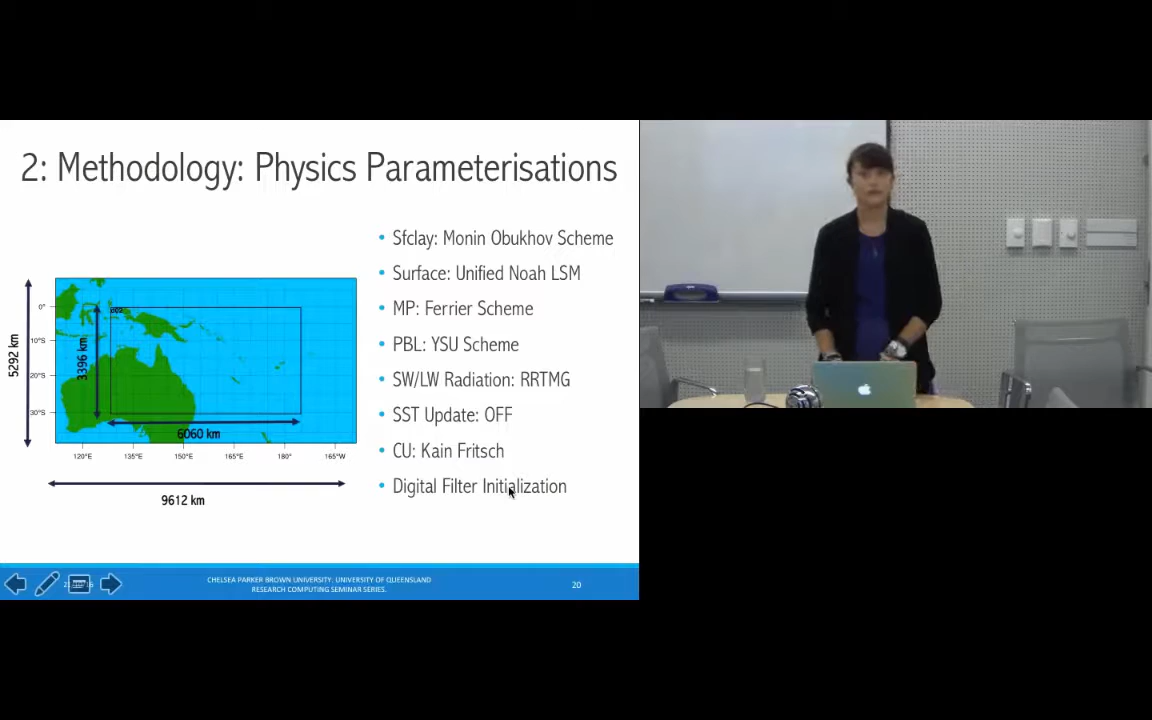 2: Methodology: Physics Parameterisations
• Sfclay: Monin Obukhov Scheme
• Surface: Unified Noah LSM
• MP: Ferrier Scheme
• PBL: YSU Scheme
• SW/LW Radiation: RRTMG
• SST Update: OFF
• CU: Kain Fritsch
• Digital Filter Initialization
5292 km
0°
10°S
20°S
30°S
3396 km
6060 km
120°E 135°E 150°E 165°E 180° 165°W
9612 km
CHELSEA PARKER BROWN UNIVERSITY. UNIVERSITY OF QUEENSLAND
RESEARCH COMPUTING SEMINAR SERIES.
20